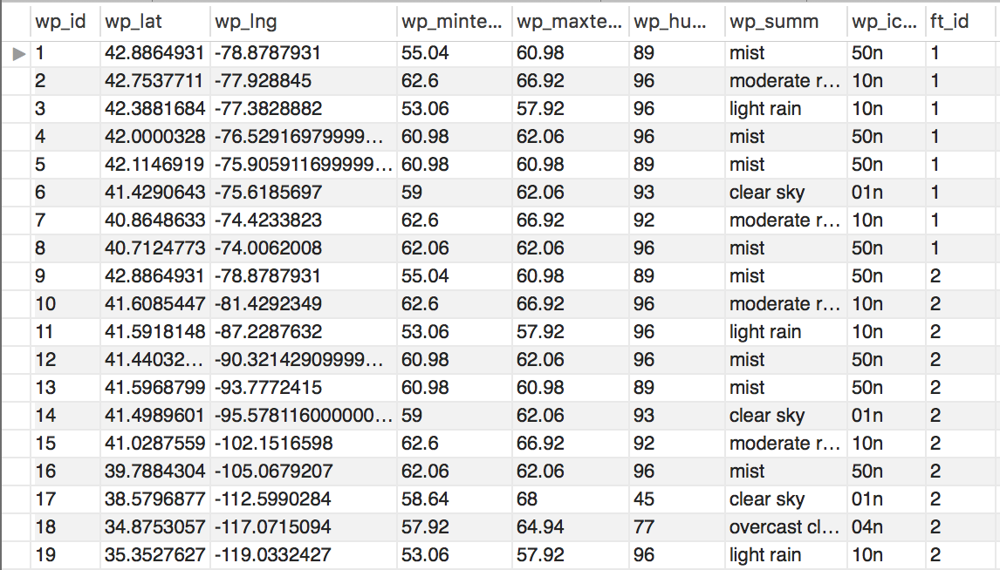 wp_id wp_lat wp_lng wp_minte... wp_maxte... wp_hu... wp_summ wp_ic... ft_id
1 42.8864931 -78.8787931 55.04 60.98 89 mist 50n 1
2 42.7537711 -77.928845 62.6 66.92 96 moderate r... 10n 1
3 42.3881684 -77.3828882 53.06 57.92 96 light rain 10n 1
4 42.0000328 -76.52916979999... 60.98 62.06 96 mist 50n 1
5 42.1146919 -75.905911699999... 60.98 60.98 89 mist 50n 1
6 41.4290643 -75.6185697 59 62.06 93 clear sky 01n 1
7 40.8648633 -74.4233823 62.6 66.92 92 moderate r... 10n 1
8 40.7124773 -74.0062008 62.06 62.06 96 mist 50n 1
9 42.8864931 -78.8787931 55.04 60.98 89 mist 50n 2
10 41.6085447 -81.4292349 62.6 66.92 96 moderate r... 10n 2
11 41.5918148 -87.2287632 53.06 57.92 96 light rain 10n 2
12 41.44032... -90.32142909999... 60.98 62.06 96 mist 50n 2
13 41.5968799 -93.7772415 60.98 60.98 89 mist 50n 2
14 41.4989601 -95.578116000000... 59 62.06 93 clear sky 01n 2
15 41.0287559 -102.1516598 62.6 66.92 92 moderate r... 10n 2
16 39.7884304 -105.0679207 62.06 62.06 96 mist 50n 2
17 38.5796877 -112.5990284 58.64 68 45 clear sky 01n 2
18 34.8753057 -117.0715094 57.92 64.94 77 overcast cl... 04n 2
19 35.3527627 -119.0332427 53.06 57.92 96 light rain 10n 2